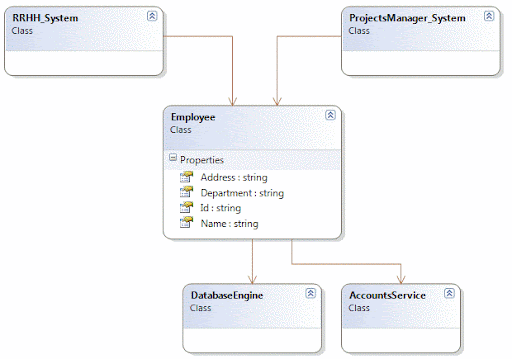 RRHH_System
Class
ProjectsManager_System
Class
Employee
Class
Properties
Address : string
Department : string
Id : string
Name : string
DatabaseEngine
Class
AccountsService
Class